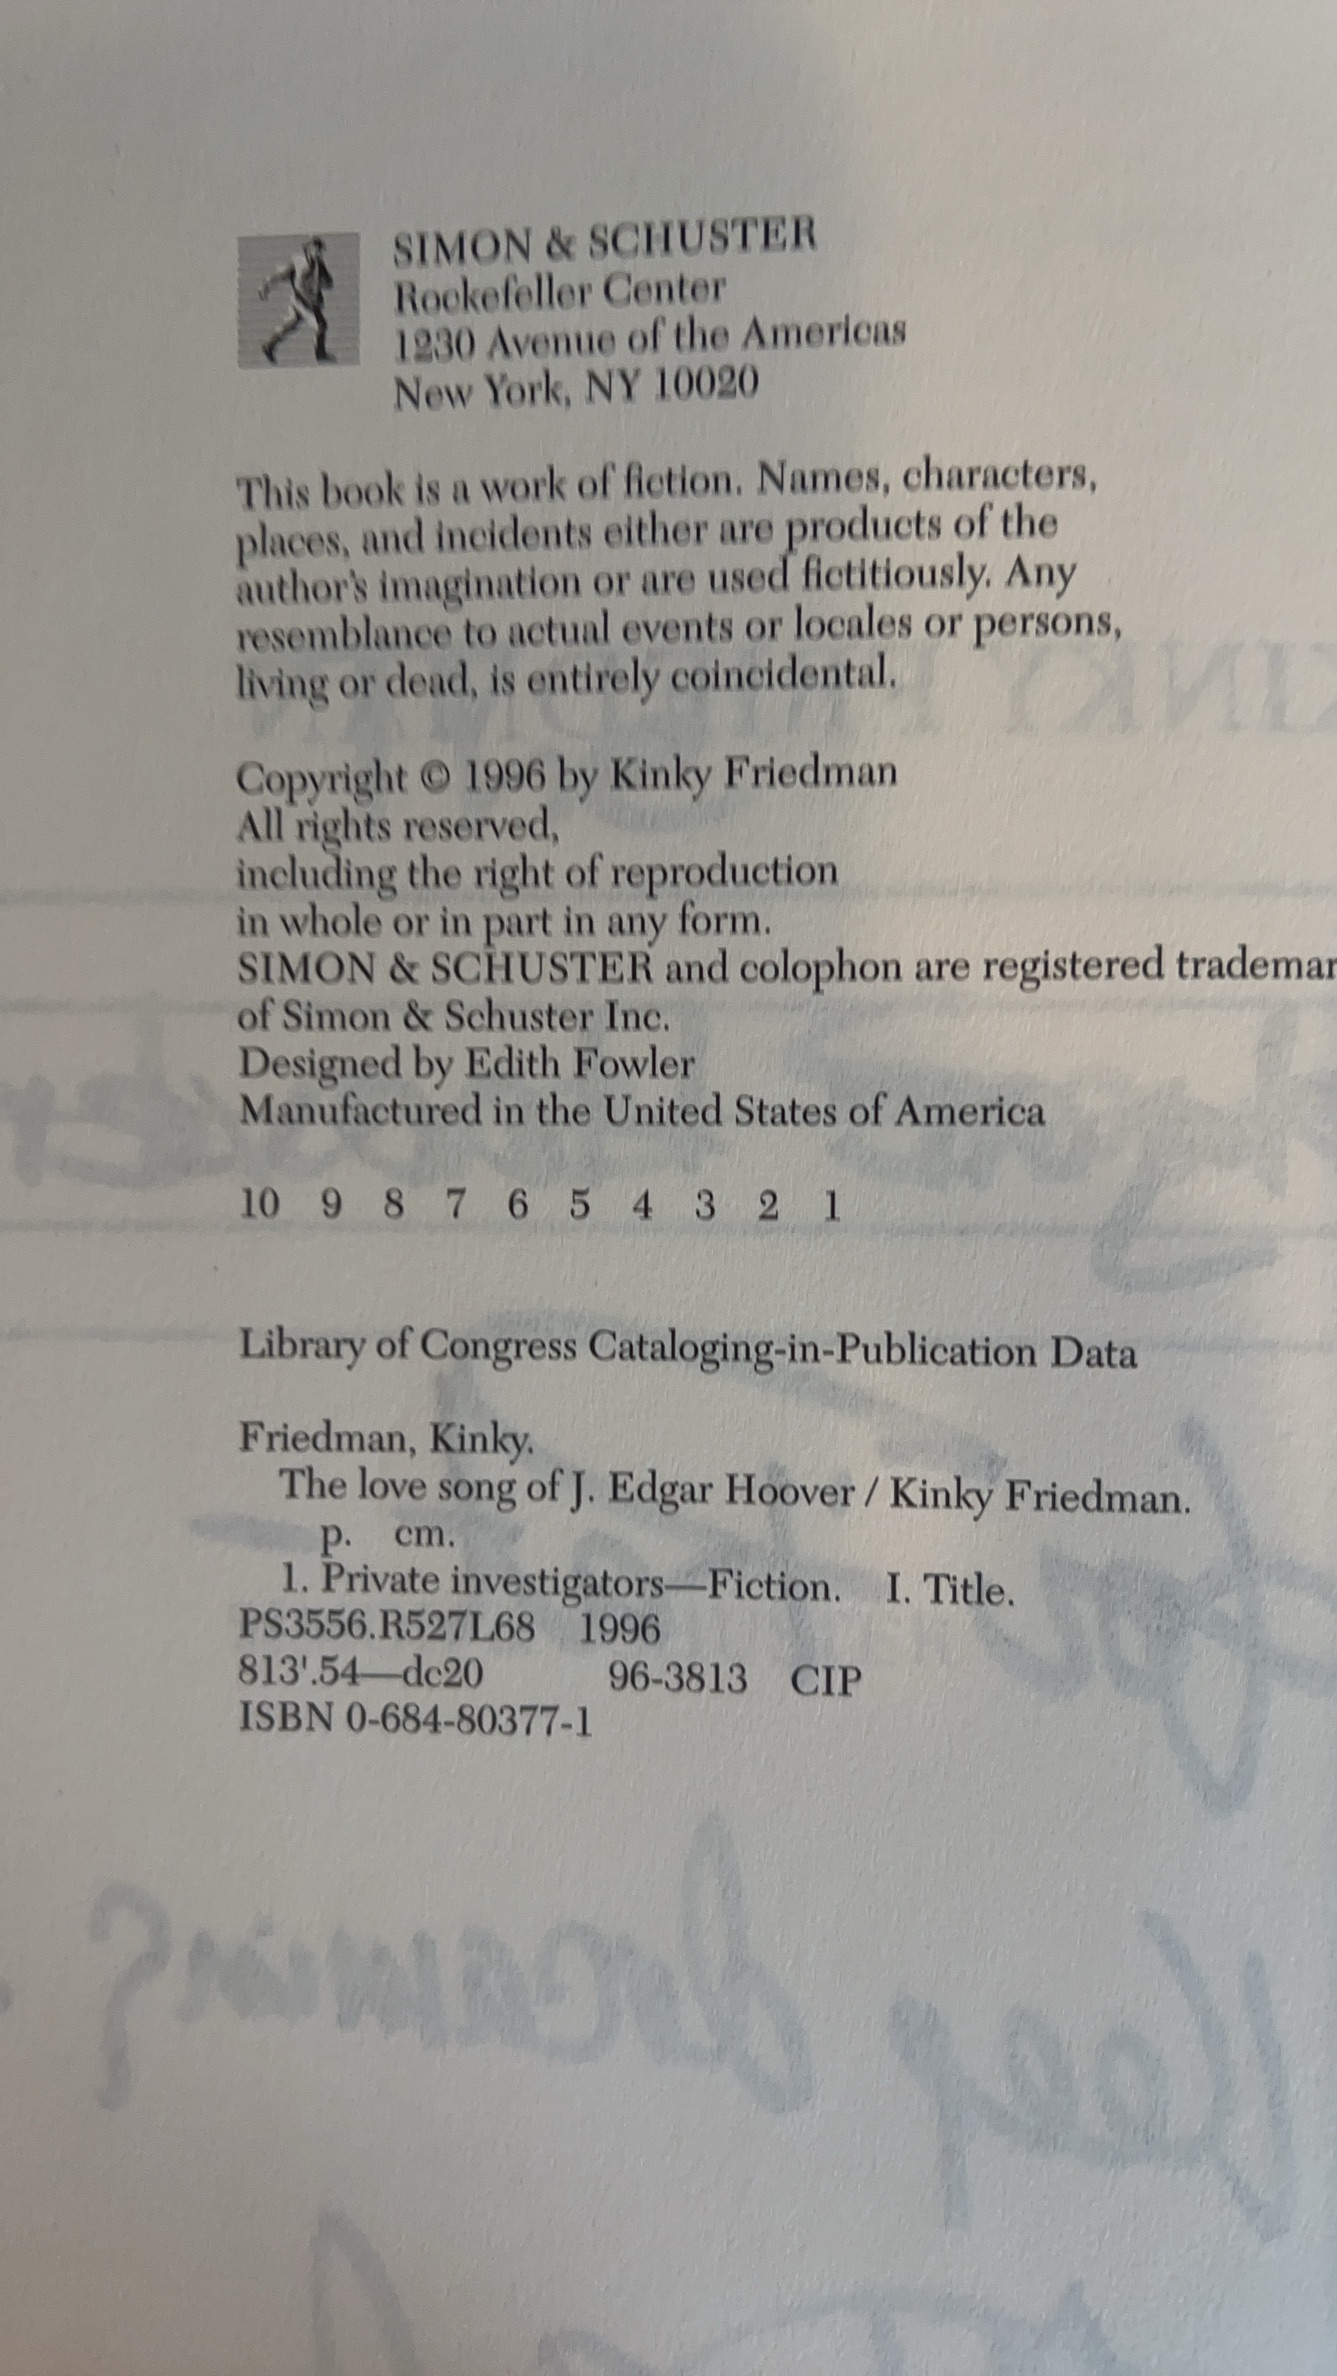 SIMON & SCHUSTER
Rockefeller Center
1230 Avenue of the Americas
New York, NY 10020
This book is a work of fiction. Names, characters,
places, and incidents either are products of the
author's imagination or are used fictitiously. Any
resemblance to actual events or locales or persons,
living or dead, is entirely coincidental.
Copyright © 1996 by Kinky Friedman
All rights reserved,
including the right of reproduction
in whole or in part in any form.
SIMON & SCHUSTER and colophon are registered trademar
of Simon & Schuster Inc.
Designed by Edith Fowler
Manufactured in the United States of America
10 9 8 7 6 5 4 3 2 1
Library of Congress Cataloging-in-Publication Data
Friedman, Kinky.
The love song of J. Edgar Hoover / Kinky Friedman.
p. cm.
1. Private investigators—Fiction. I. Title.
PS3556.R527L68 1996
813'.54—dc20 96-3813 CIP
ISBN 0-684-80377-1